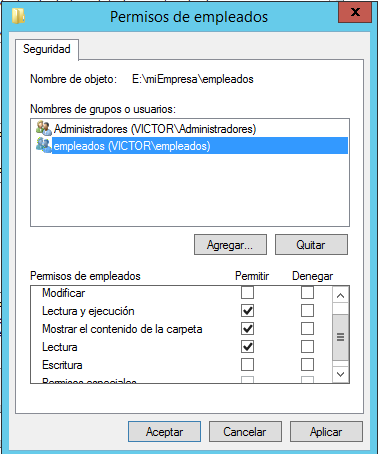 Permisos de empleados
Seguridad
Nombre de objeto: E:\miEmpresa\empleados
Nombres de grupos o usuarios:
Administradores (VICTOR\Administradores)
empleados (VICTOR\empleados)
Agregar... Quitar
Permisos de empleados Permitir Denegar
Modificar
Lectura y ejecución
Mostrar el contenido de la carpeta
Lectura
Escritura
Permisos especiales
Aceptar Cancelar Aplicar